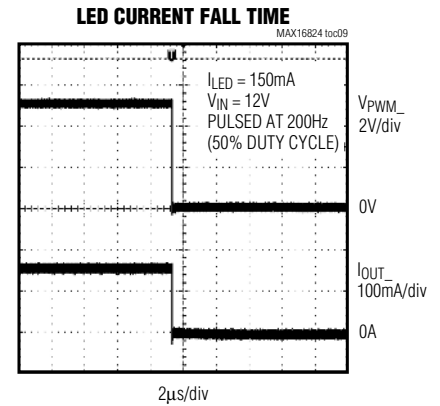 LED CURRENT FALL TIME
MAX16824 toc09
ILED = 150mA
VIN = 12V
PULSED AT 200Hz
(50% DUTY CYCLE)
VPWM_
2V/div
0V
IOUT_
100mA/div
0A
2μs/div